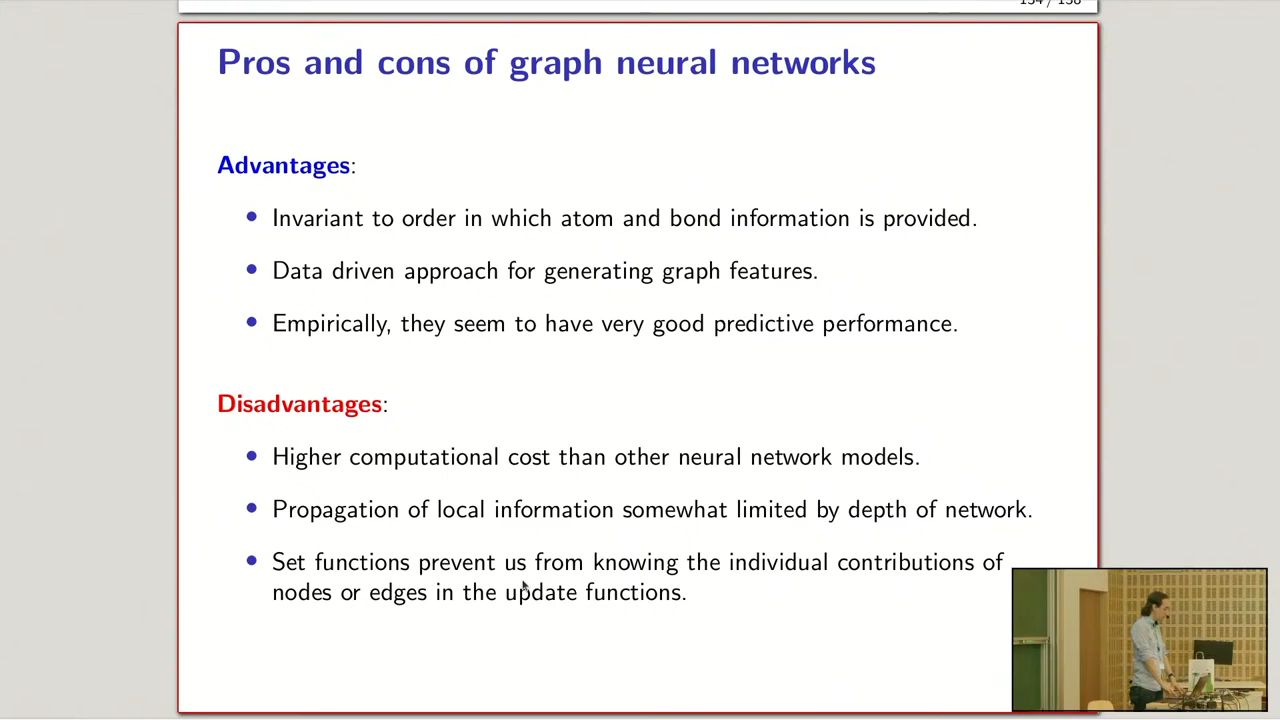 Pros and cons of graph neural networks
Advantages:
• Invariant to order in which atom and bond information is provided.
• Data driven approach for generating graph features.
• Empirically, they seem to have very good predictive performance.
Disadvantages:
• Higher computational cost than other neural network models.
• Propagation of local information somewhat limited by depth of network.
• Set functions prevent us from knowing the individual contributions of
nodes or edges in the update functions.